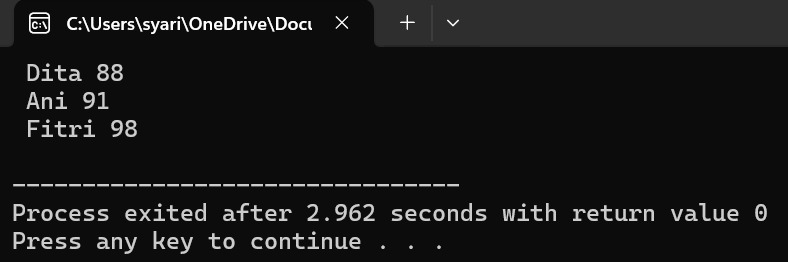 C:\Users\syari\OneDrive\Docu
Dita 88
Ani 91
Fitri 98
--------------------------------
Process exited after 2.962 seconds with return value 0
Press any key to continue . . .